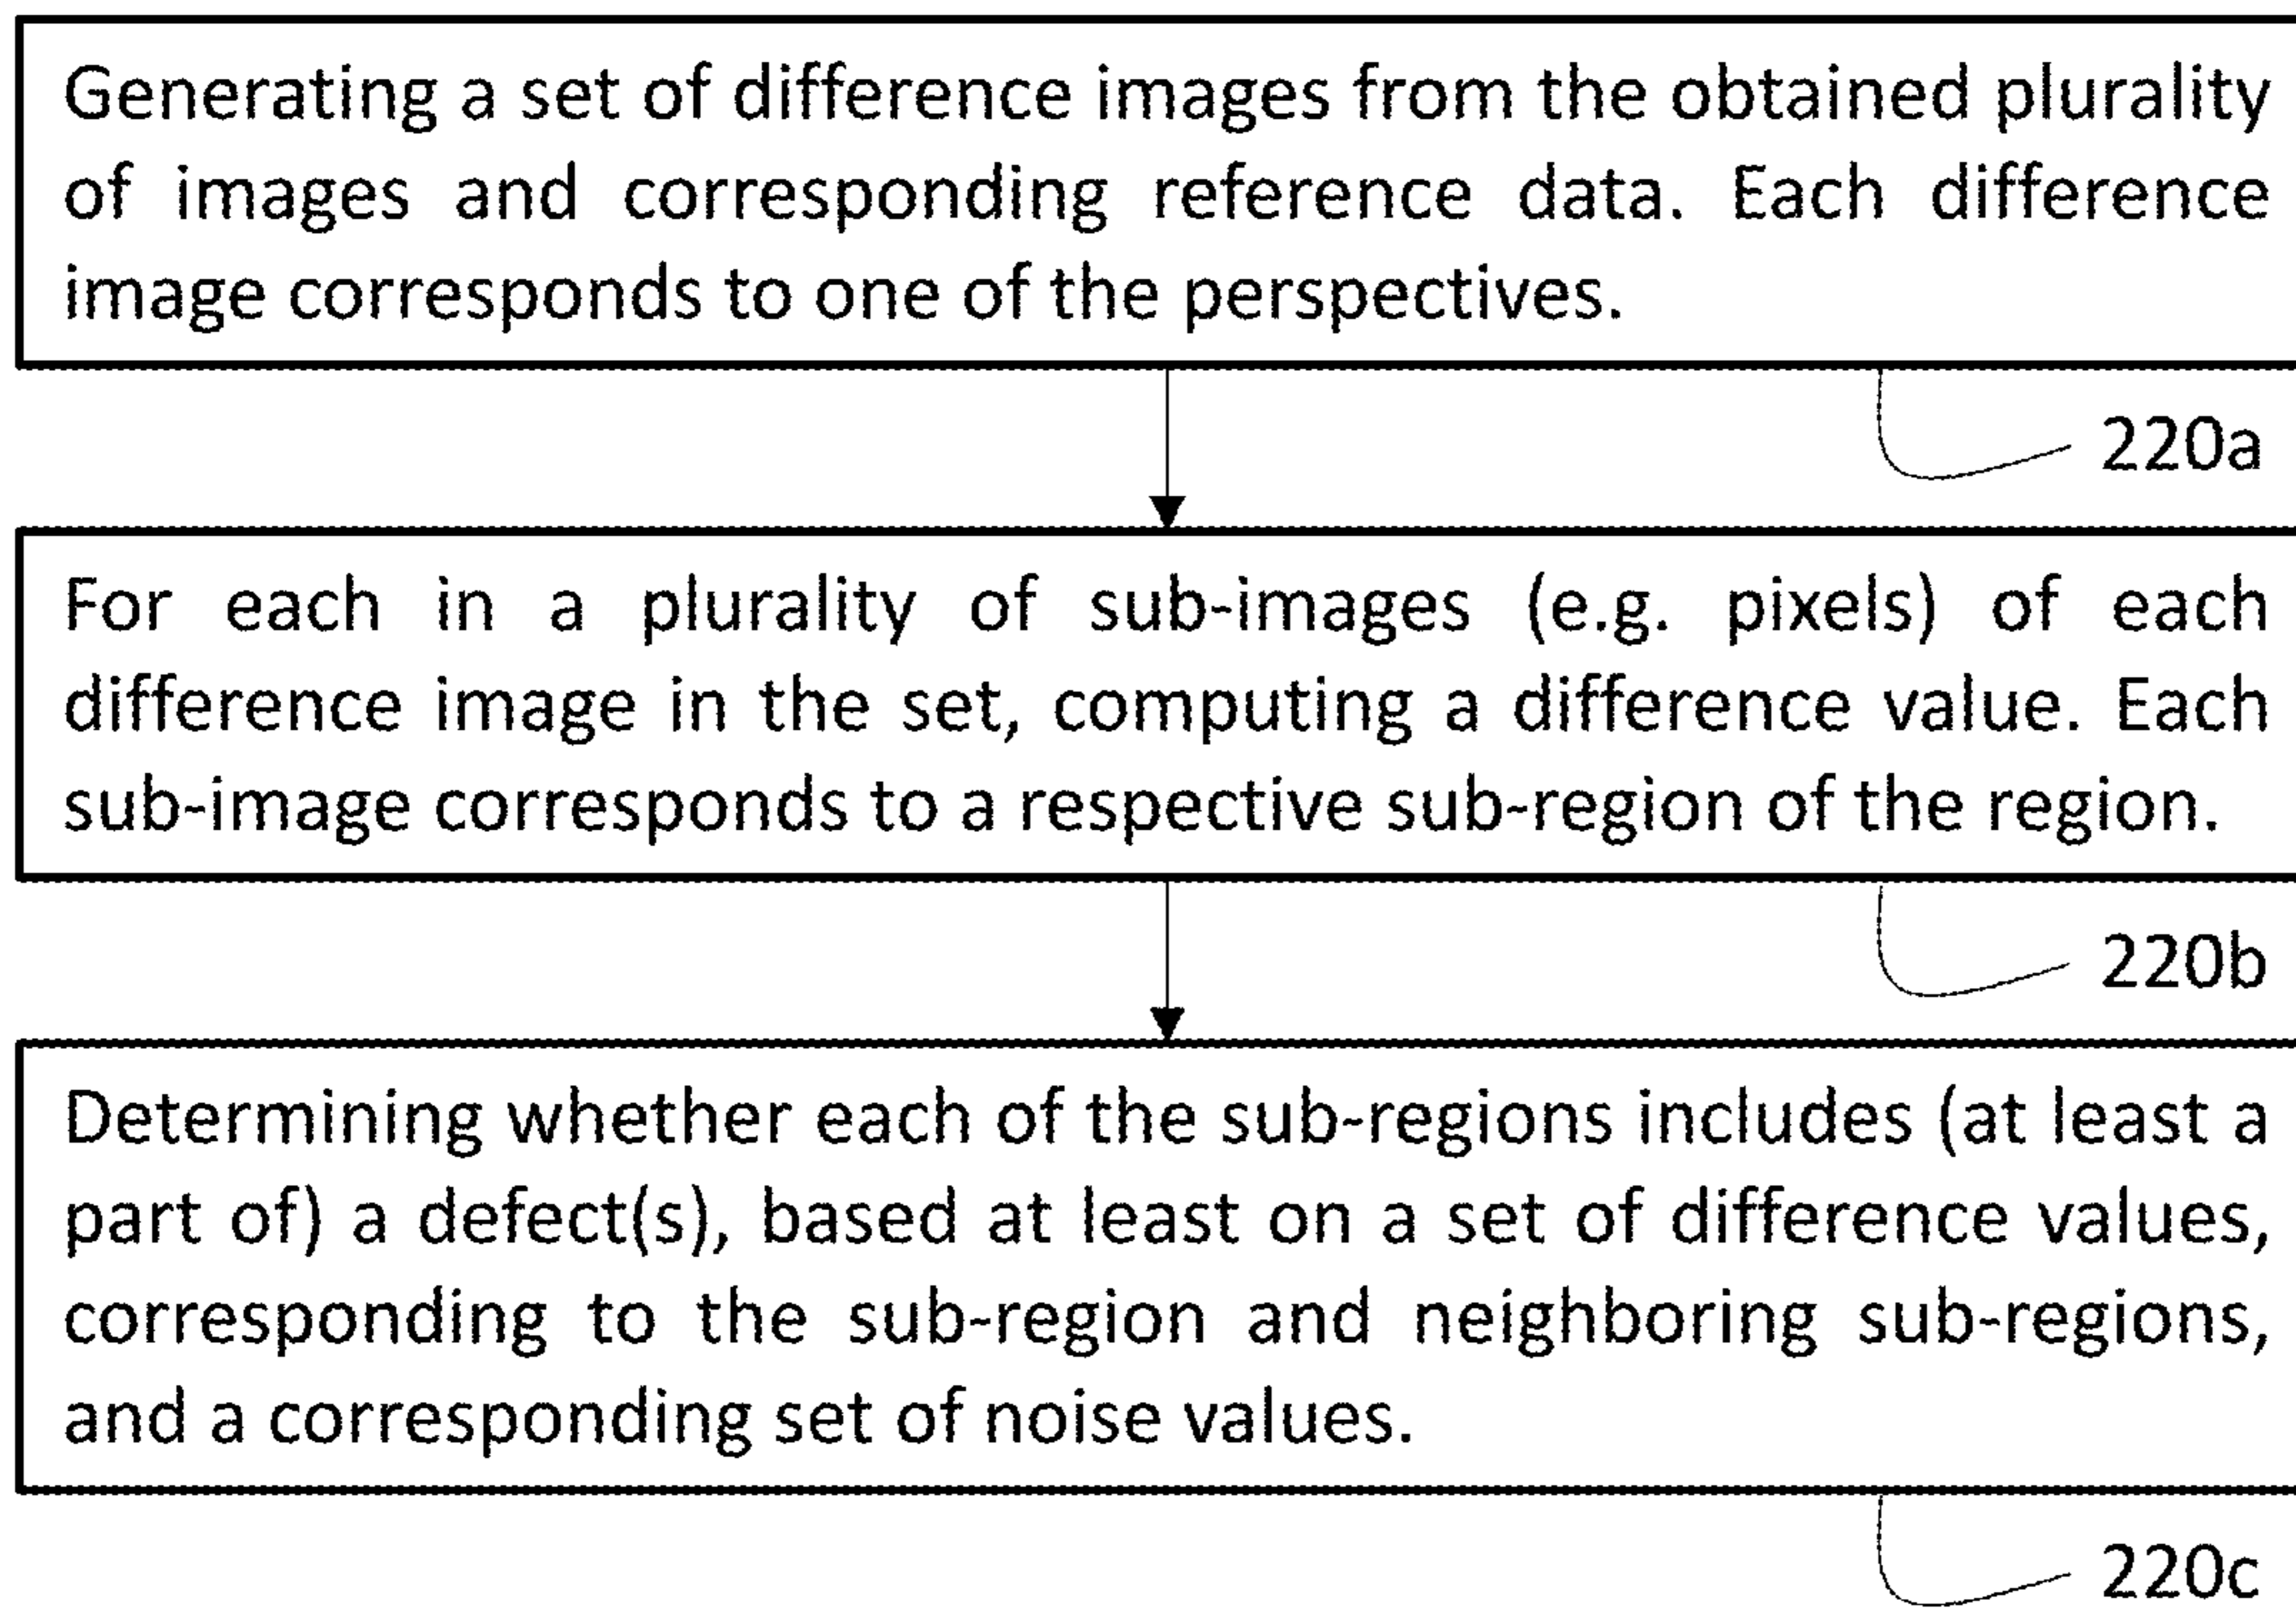 Generating a set of difference images from the obtained plurality
of images and corresponding reference data. Each difference
image corresponds to one of the perspectives.
220a
For each in a plurality of sub-images (e.g. pixels) of each
difference image in the set, computing a difference value. Each
sub-image corresponds to a respective sub-region of the region.
220b
Determining whether each of the sub-regions includes (at least a
part of) a defect(s), based at least on a set of difference values,
corresponding to the sub-region and neighboring sub-regions,
and a corresponding set of noise values.
220c